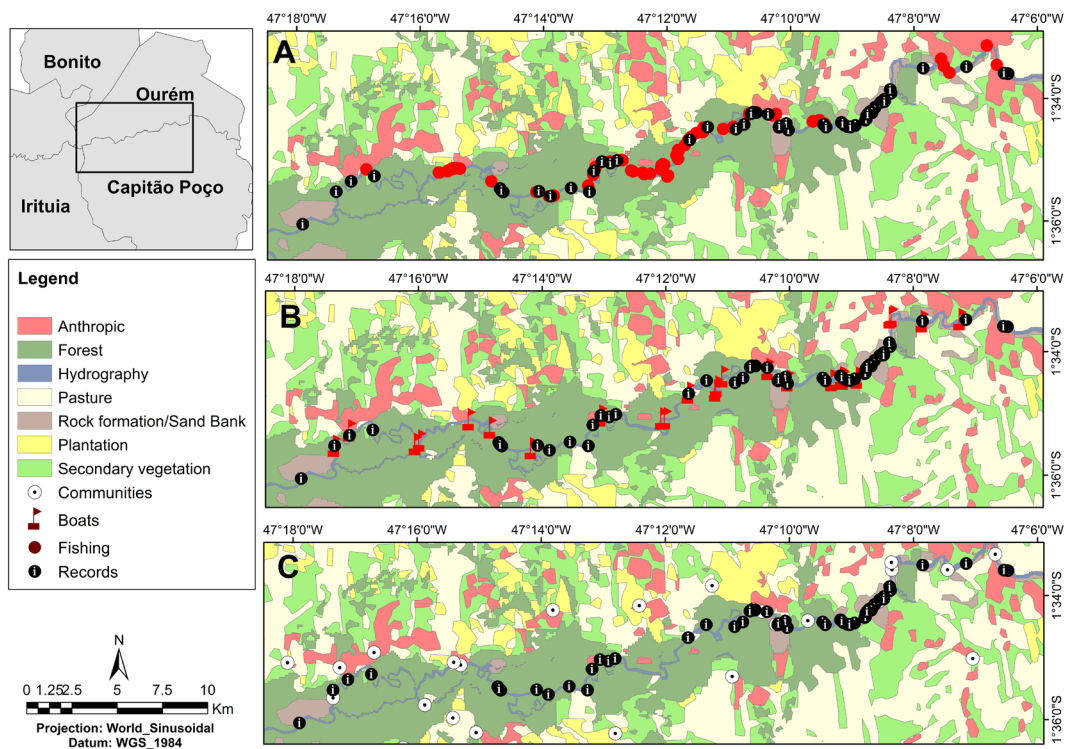 Bonito
Ourém
Capitão Poço
Irituia
Legend
Anthropic
Forest
Hydrography
Pasture
Rock formation/Sand Bank
Plantation
Secondary vegetation
Communities
Boats
Fishing
Records
N
0 1.252.5 5 7.5 10
Km
Projection: World_Sinusoidal
Datum: WGS_1984
47°18'0"W 47°16'0"W 47°14'0"W 47°12'0"W 47°10'0"W 47°8'0"W 47°6'0"W
A
1°34'0"S
1°36'0"S
47°18'0"W 47°16'0"W 47°14'0"W 47°12'0"W 47°10'0"W 47°8'0"W 47°6'0"W
B
1°34'0"S
1°36'0"S
47°18'0"W 47°16'0"W 47°14'0"W 47°12'0"W 47°10'0"W 47°8'0"W 47°6'0"W
C
1°34'0"S
1°36'0"S